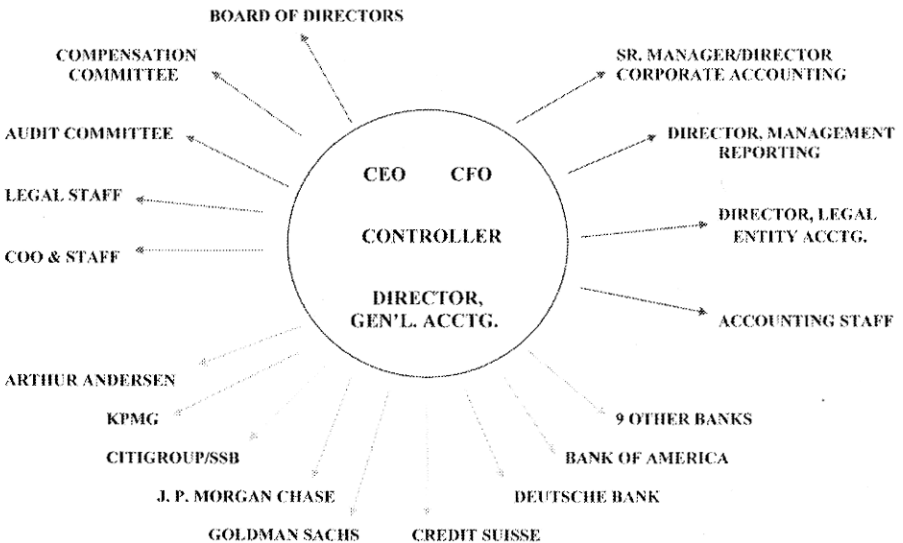 BOARD OF DIRECTORS
COMPENSATION
COMMITTEE
SR. MANAGER/DIRECTOR
CORPORATE ACCOUNTING
AUDIT COMMITTEE
DIRECTOR, MANAGEMENT
REPORTING
CEO CFO
LEGAL STAFF
DIRECTOR, LEGAL
ENTITY ACCTG.
CONTROLLER
COO & STAFF
DIRECTOR,
GEN'L. ACCTG.
ACCOUNTING STAFF
ARTHUR ANDERSEN
KPMG
9 OTHER BANKS
CITIGROUP/SSB
BANK OF AMERICA
J. P. MORGAN CHASE
DEUTSCHE BANK
GOLDMAN SACHS
CREDIT SUISSE